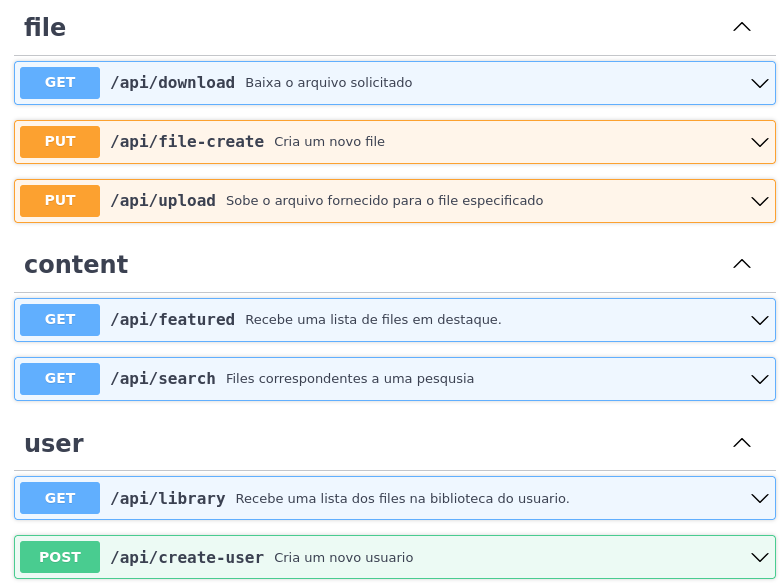 file
GET /api/download Baixa o arquivo solicitado
PUT /api/file-create Cria um novo file
PUT /api/upload Sobe o arquivo fornecido para o file especificado
content
GET /api/featured Recebe uma lista de files em destaque.
GET /api/search Files correspondentes a uma pesqusia
user
GET /api/library Recebe uma lista dos files na biblioteca do usuario.
POST /api/create-user Cria um novo usuario